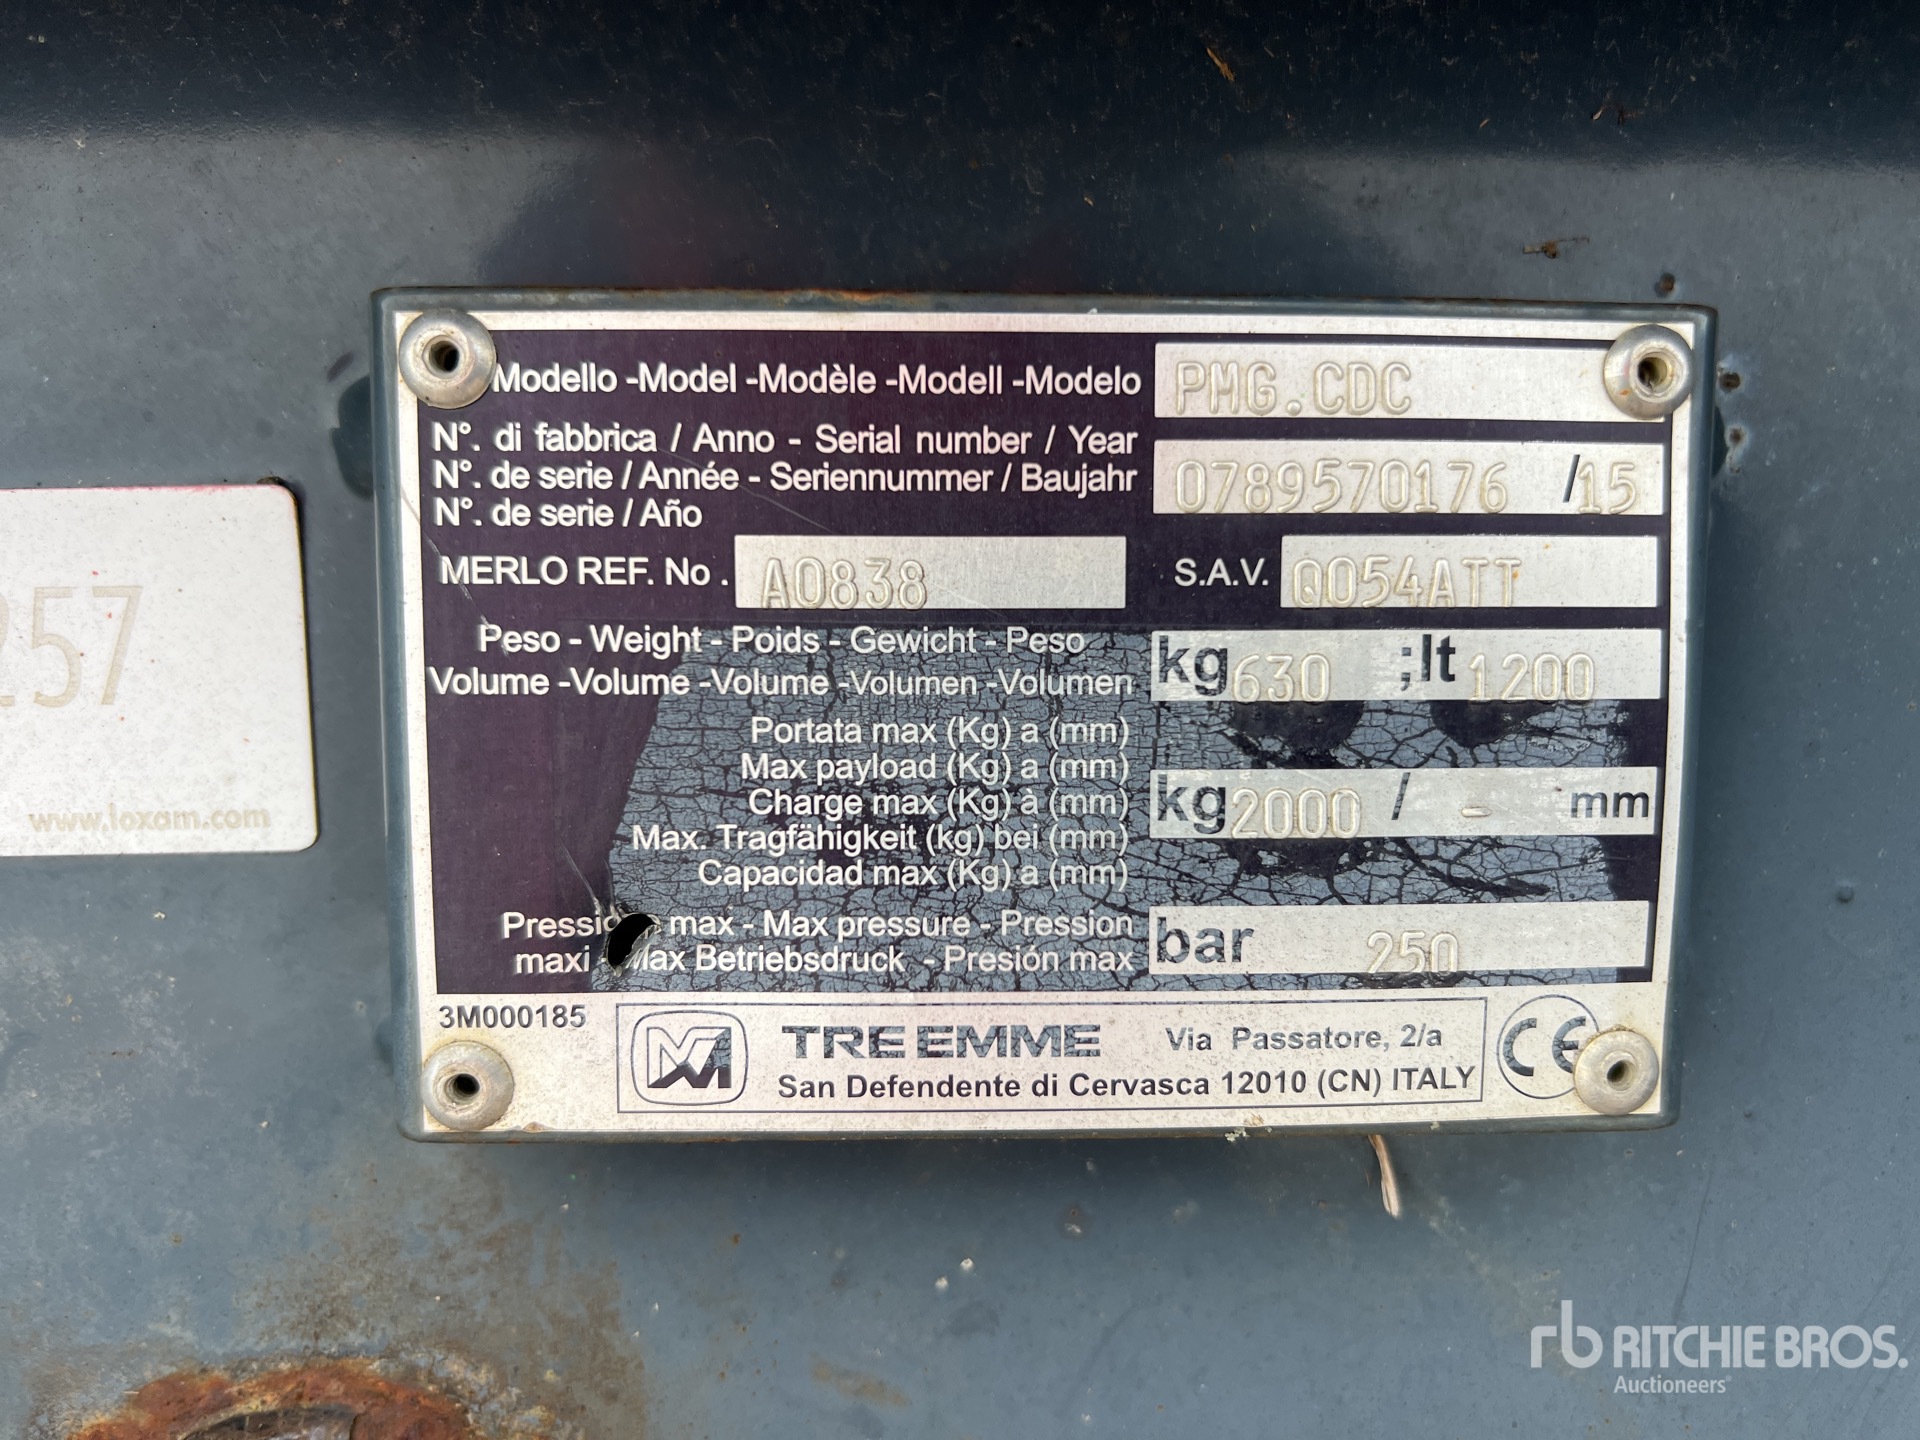 Modello -Model -Modèle -Modell -Modelo PMG.CDC
N°. di fabbrica / Anno - Serial number / Year
N°. de serie / Année - Seriennummer / Baujahr 0789570176 /15
N°. de serie / Año
MERLO REF. No . A0838 S.A.V. Q054ATT
Peso - Weight - Poids - Gewicht - Peso
Volume -Volume -Volume -Volumen -Volumen kg 630 ;lt 1200
Portata max (Kg) a (mm)
Max payload (Kg) a (mm)
Charge max (Kg) à (mm) kg 2000 / - mm
Max. Tragfähigkeit (kg) bei (mm)
Capacidad max (Kg) a (mm)
max - Max pressure - Pression
maxi - Max Betriebsdruck - Presión max bar 250
3M000185
TRE EMME Via Passatore, 2/a
San Defendente di Cervasca 12010 (CN) ITALY
CE
257
www.loxam.com
rb RITCHIE BROS.
Auctioneers